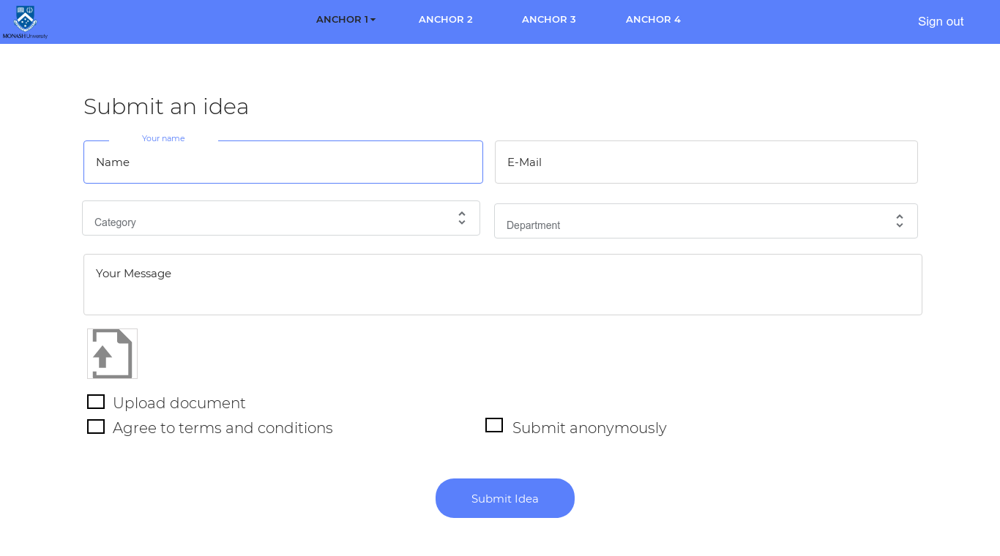 MONASH University
ANCHOR 1
ANCHOR 2
ANCHOR 3
ANCHOR 4
Sign out
Submit an idea
Your name
Name
E-Mail
Category
Department
Your Message
Upload document
Agree to terms and conditions
Submit anonymously
Submit Idea